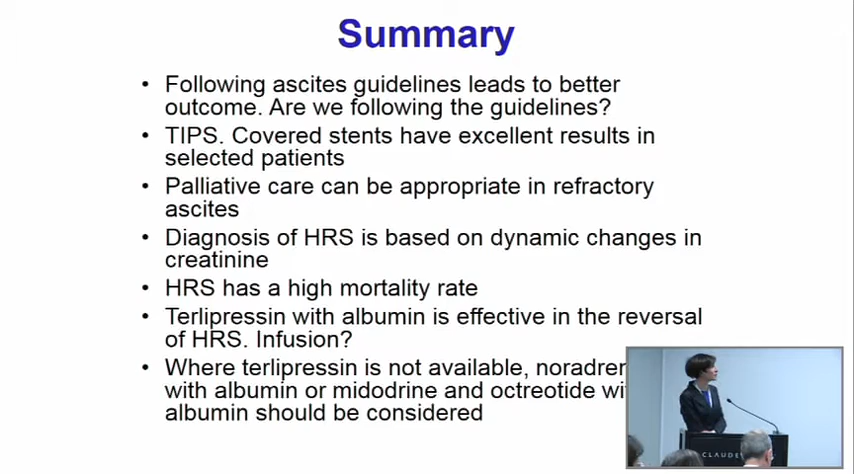 Summary
• Following ascites guidelines leads to better
outcome. Are we following the guidelines?
• TIPS. Covered stents have excellent results in
selected patients
• Palliative care can be appropriate in refractory
ascites
• Diagnosis of HRS is based on dynamic changes in
creatinine
• HRS has a high mortality rate
• Terlipressin with albumin is effective in the reversal
of HRS. Infusion?
• Where terlipressin is not available,
with albumin or midodrine and octreotide
albumin should be considered
CLAUDE